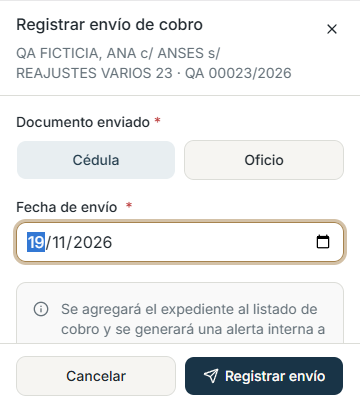 Registrar envío de cobro
QA FICTICIA, ANA c/ ANSES s/
REAJUSTES VARIOS 23 · QA 00023/2026
Documento enviado *
Cédula
Oficio
Fecha de envío *
19/11/2026
Se agregará el expediente al listado de
cobro y se generará una alerta interna a
Cancelar
Registrar envío